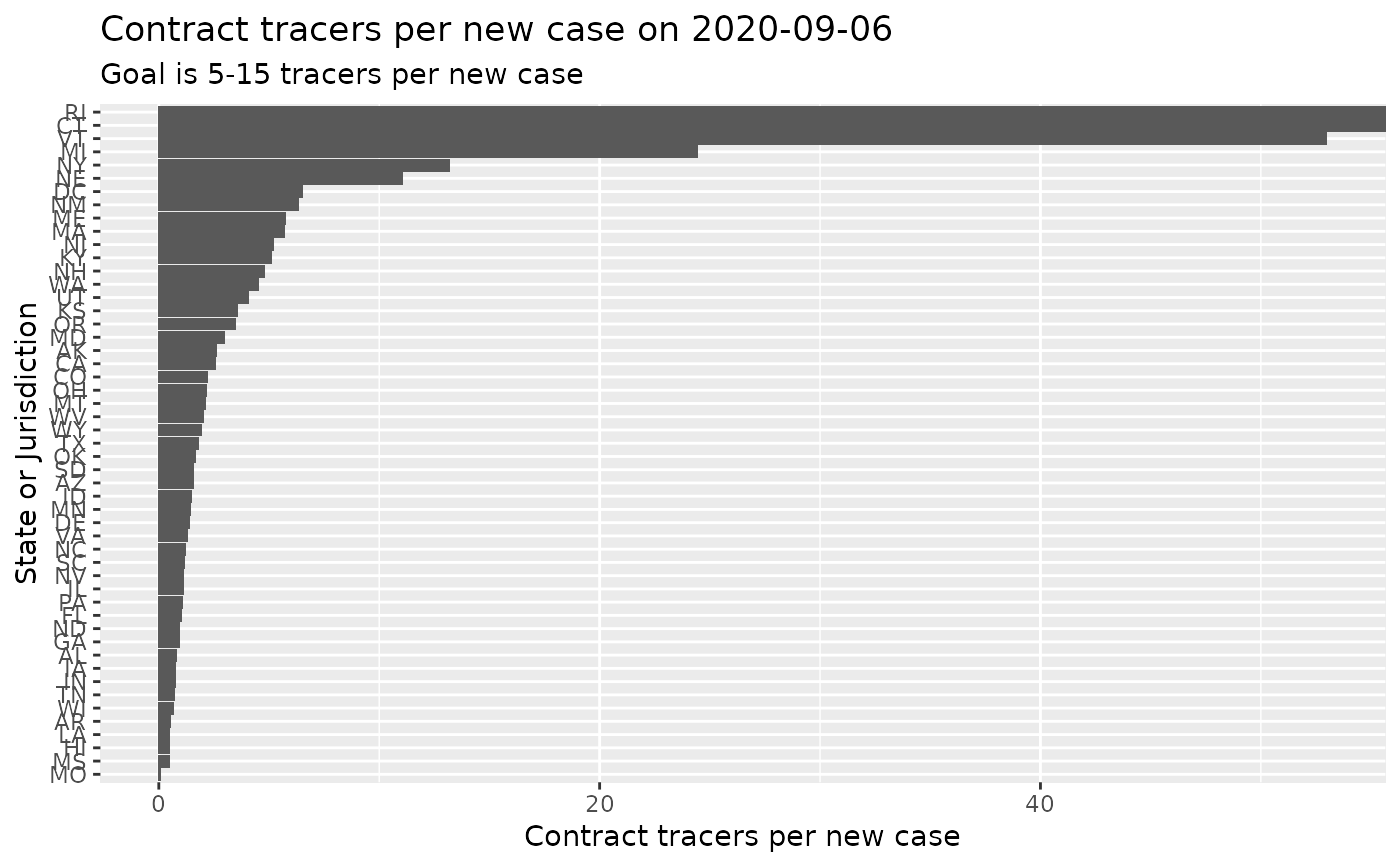 Contract tracers per new case on 2020-09-06
Goal is 5-15 tracers per new case
State or Jurisdiction
RI
CT
VT
MI
NY
NE
DC
NM
ME
MA
NJ
KY
NH
WA
UT
KS
OR
MD
AK
CA
CO
OH
MT
WV
WY
TX
OK
SD
AZ
ID
MN
DE
VA
NC
SC
NV
IL
PA
FL
ND
GA
AL
IA
IN
TN
WI
AR
LA
HI
MS
MO
0 20 40
Contract tracers per new case